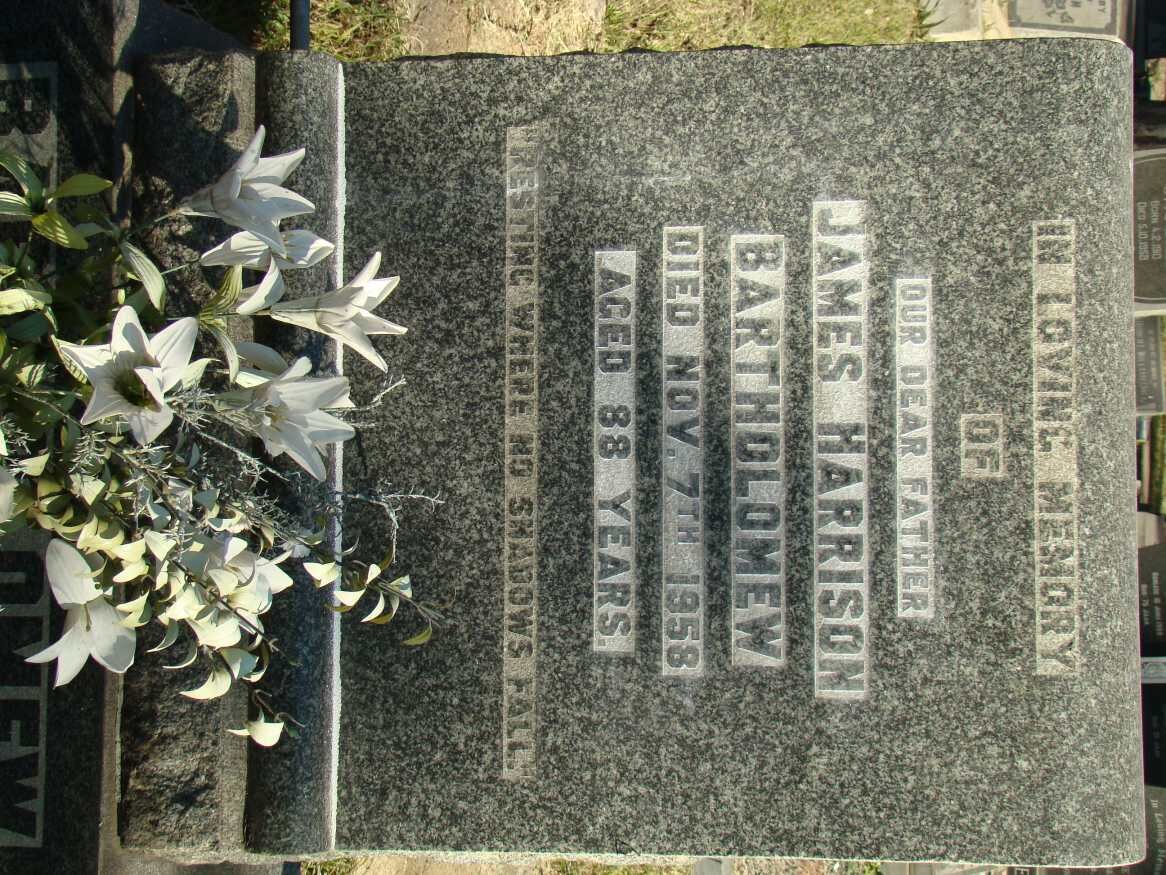 IN LOVING MEMORY
OF
OUR DEAR FATHER
JAMES HARRISON
BARTHOLOMEW
DIED NOV. 7TH 1958
AGED 88 YEARS
RESTING WHERE NO SHADOWS FALL